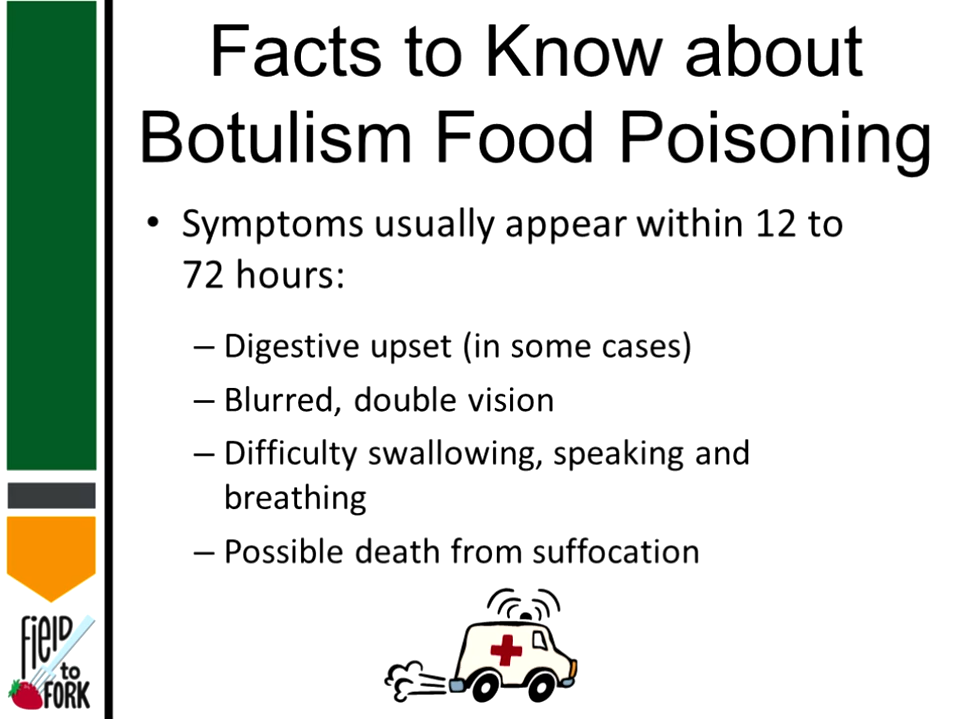 Facts to Know about
Botulism Food Poisoning
• Symptoms usually appear within 12 to
72 hours:
– Digestive upset (in some cases)
– Blurred, double vision
– Difficulty swallowing, speaking and
breathing
– Possible death from suffocation
FiELD
to
FORK